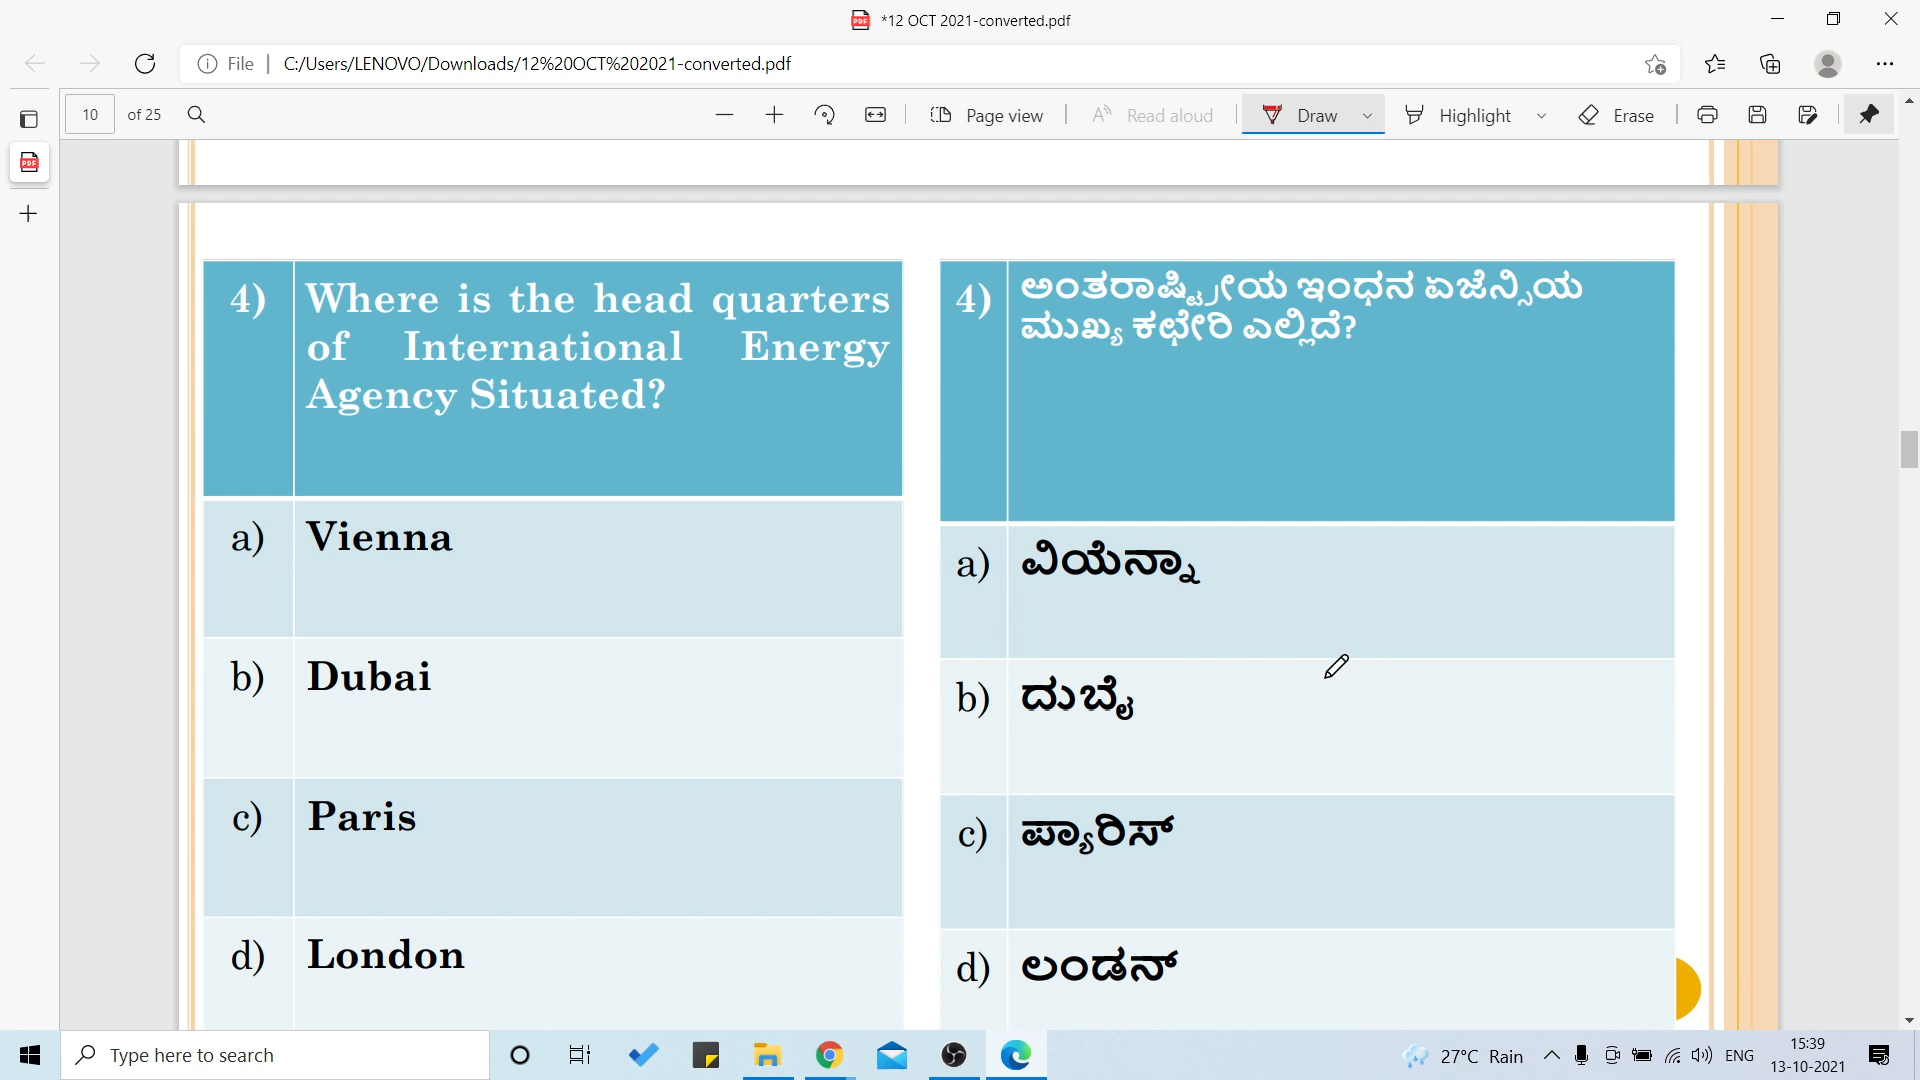 *12 OCT 2021-converted.pdf
File
C:/Users/LENOVO/Downloads/12%20OCT%202021-converted.pdf
10 of 25
Page view
Read aloud
Draw
Highlight
Erase
4) Where is the head quarters
of International Energy
Agency Situated?
a) Vienna
b) Dubai
c) Paris
d) London
4) ಅಂತರಾಷ್ಟ್ರೀಯ ಇಂಧನ ಏಜೆನ್ಸಿಯ
ಮುಖ್ಯ ಕಛೇರಿ ಎಲ್ಲಿದೆ?
a) ವಿಯೆನ್ನಾ
b) ದುಬೈ
c) ಪ್ಯಾರಿಸ್
d) ಲಂಡನ್
Type here to search
27°C Rain
ENG
15:39
13-10-2021